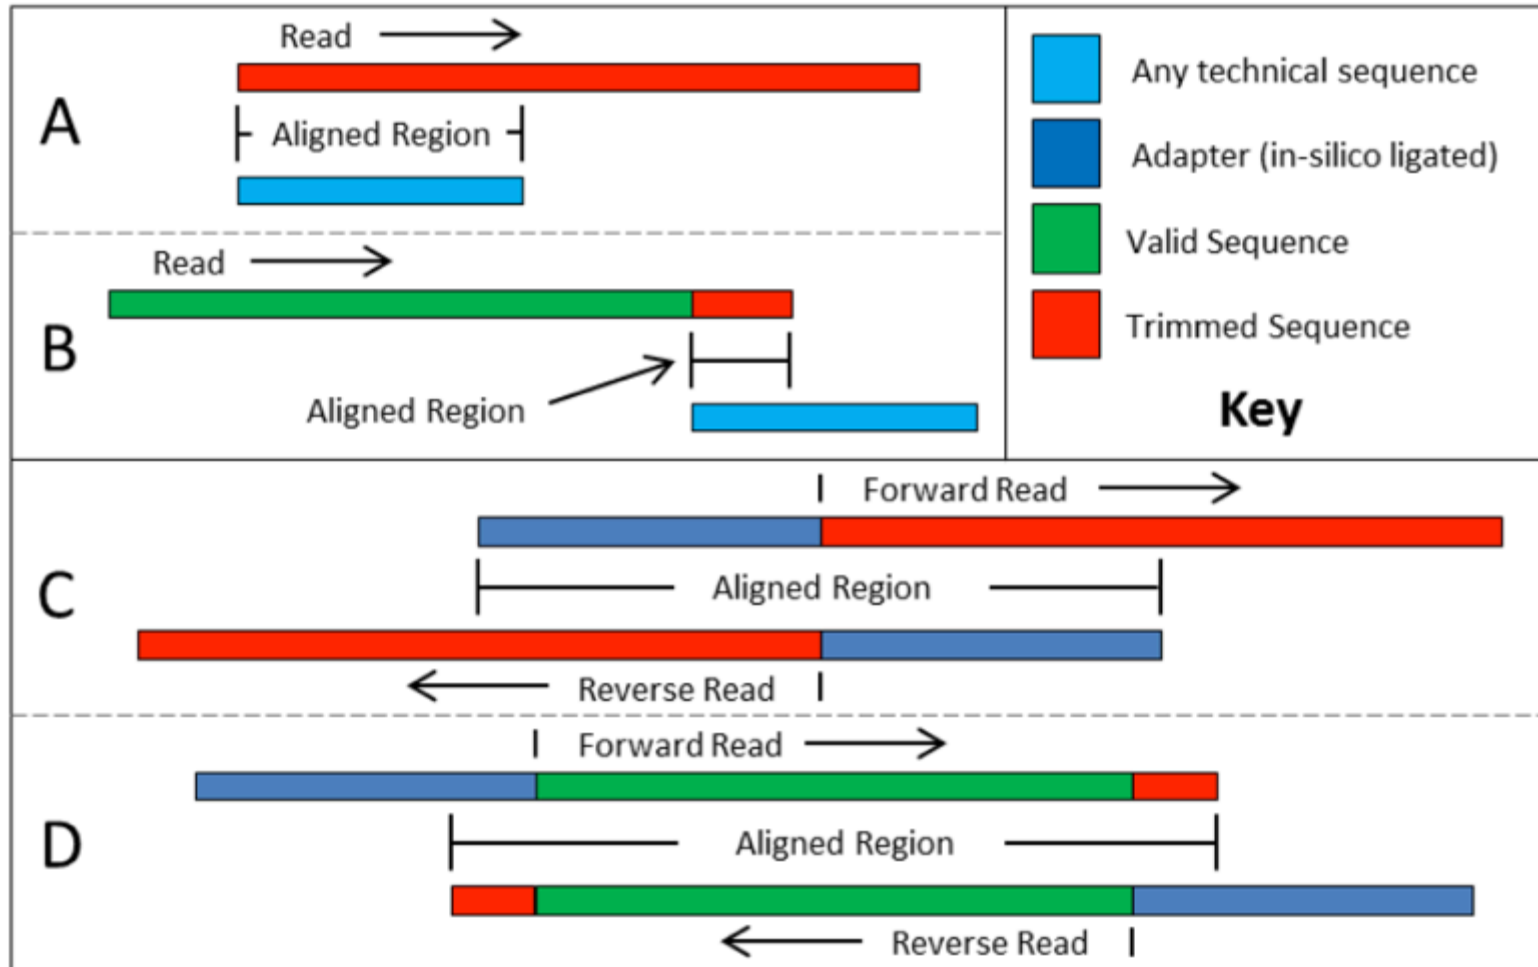 A
Read
Aligned Region
B
Read
Aligned Region
Any technical sequence
Adapter (in-silico ligated)
Valid Sequence
Trimmed Sequence
Key
C
Forward Read
Aligned Region
Reverse Read
D
Forward Read
Aligned Region
Reverse Read